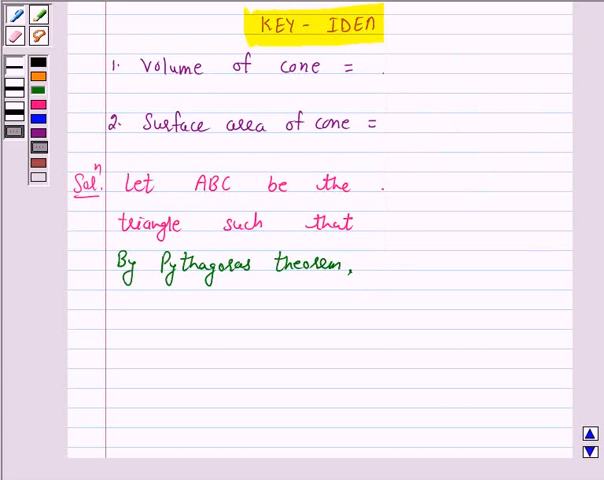 KEY - IDEA
1. Volume of cone =
2. Surface area of cone =
Solⁿ. Let ABC be the
triangle such that
By Pythagoras theorem,